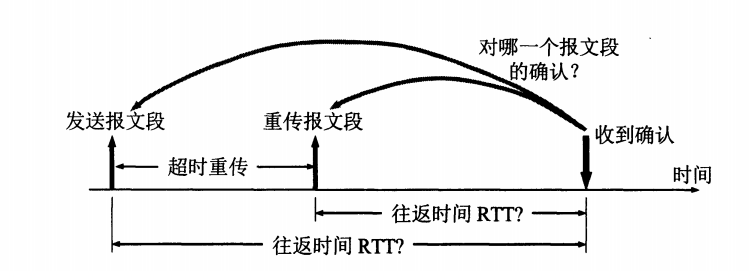 对哪一个报文段
的确认？
发送报文段
重传报文段
收到确认
超时重传
时间
往返时间 RTT?
往返时间 RTT?